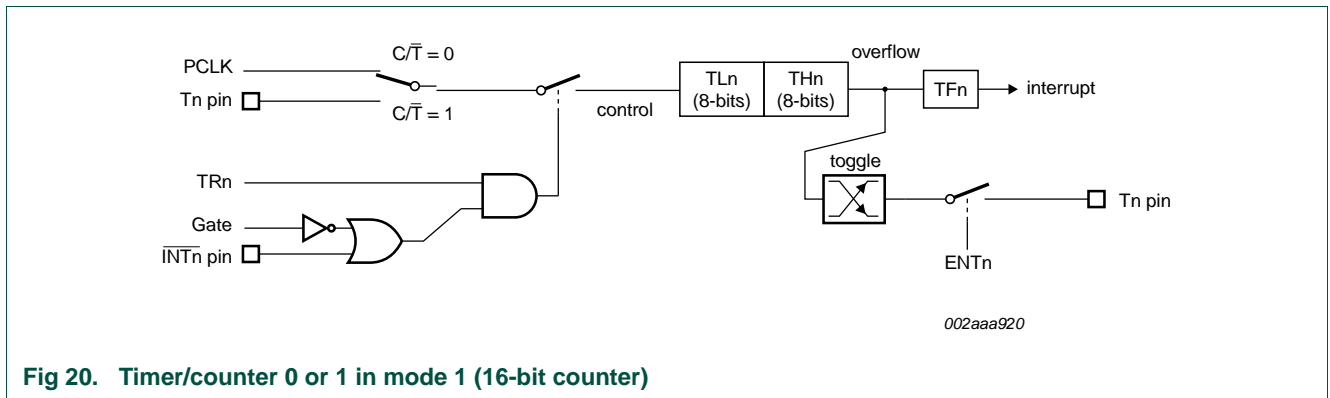 C/T̅ = 0
PCLK
Tn pin
C/T̅ = 1
control
TLn
(8-bits)
THn
(8-bits)
overflow
TFn
interrupt
toggle
TRn
Gate
I̅N̅T̅n̅ pin
Tn pin
ENTn
002aaa920
Fig 20. Timer/counter 0 or 1 in mode 1 (16-bit counter)